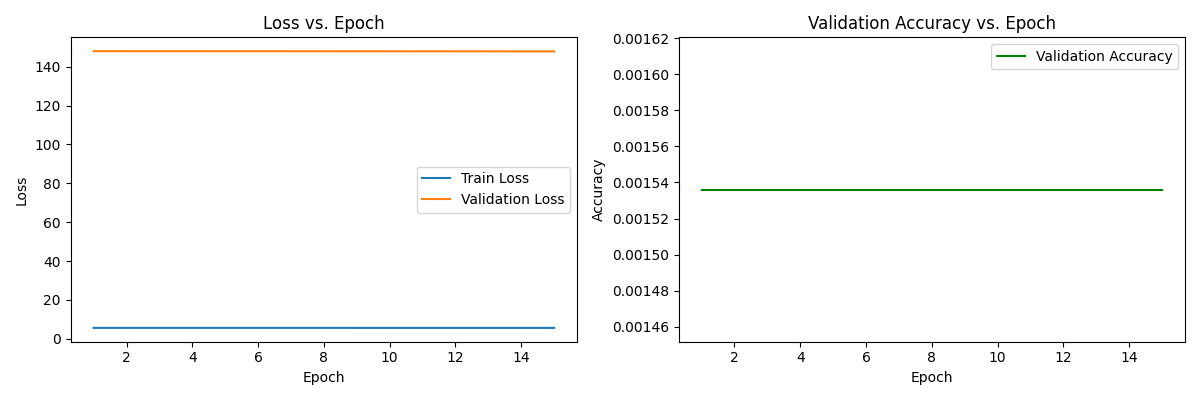 Loss vs. Epoch
Loss
140
120
100
80
60
40
20
0
2 4 6 8 10 12 14
Epoch
Train Loss
Validation Loss
Validation Accuracy vs. Epoch
Accuracy
0.00162
0.00160
0.00158
0.00156
0.00154
0.00152
0.00150
0.00148
0.00146
2 4 6 8 10 12 14
Epoch
Validation Accuracy